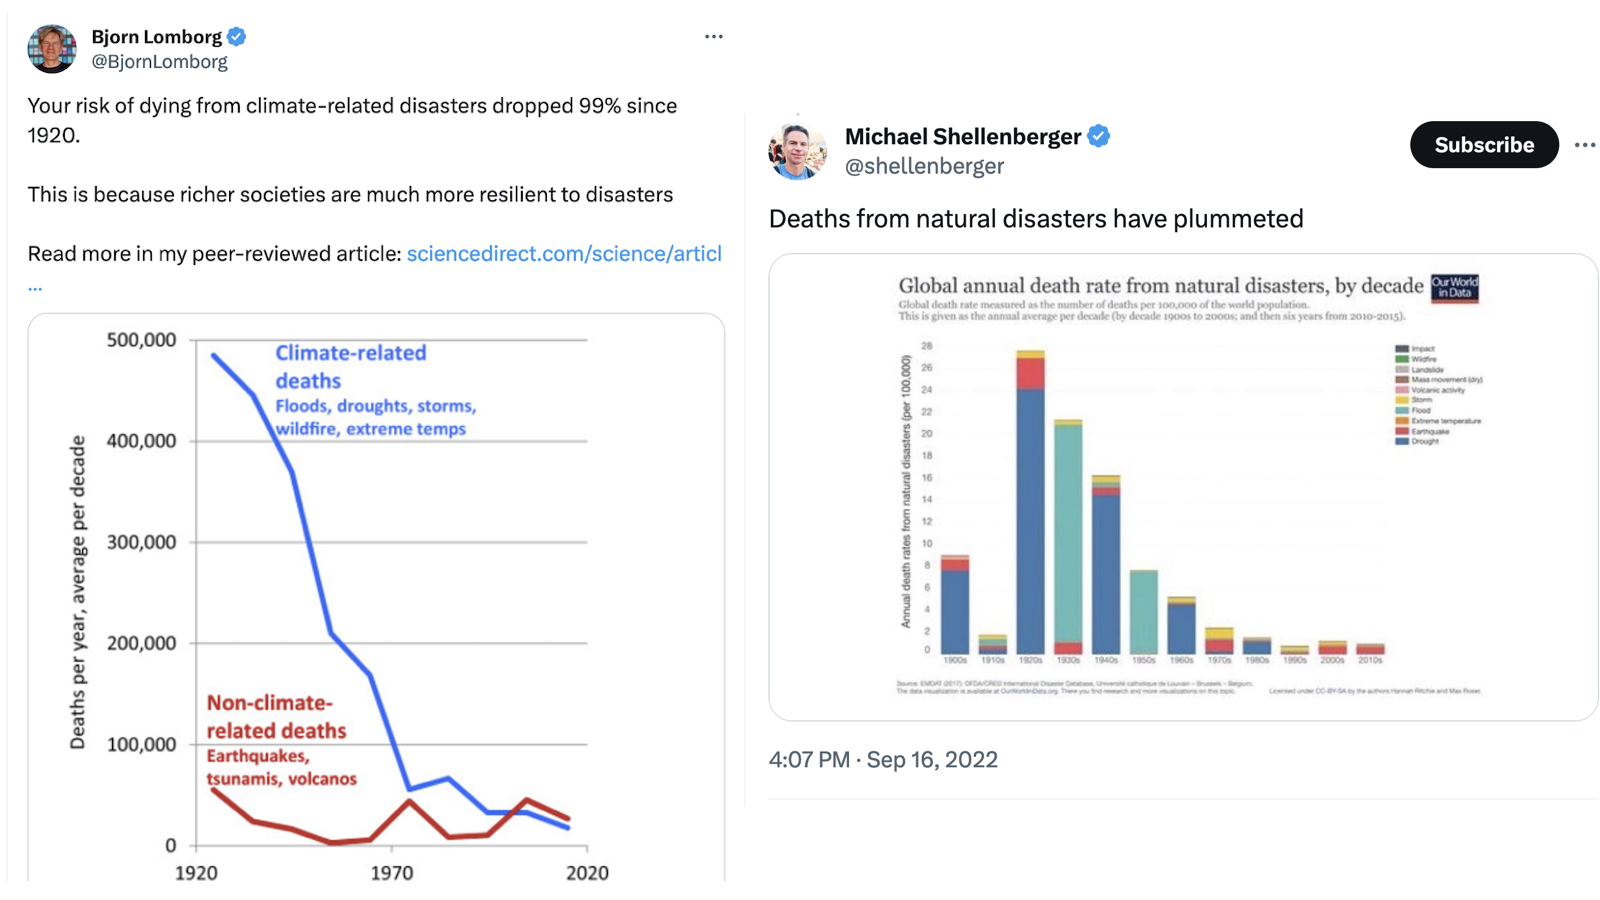 Bjorn Lomborg
@BjornLomborg
Your risk of dying from climate-related disasters dropped 99% since
1920.
This is because richer societies are much more resilient to disasters
Read more in my peer-reviewed article: sciencedirect.com/science/articl
...
500,000
400,000
300,000
200,000
100,000
0
Deaths per year, average per decade
Climate-related
deaths
Floods, droughts, storms,
wildfire, extreme temps
Non-climate-
related deaths
Earthquakes,
tsunamis, volcanos
1920
1970
2020
Michael Shellenberger
@shellenberger
Subscribe
Deaths from natural disasters have plummeted
Global annual death rate from natural disasters, by decade
Our World
in Data
Global death rate measured as the number of deaths per 100,000 of the world population.
This is given as the annual average per decade (by decade 1900s to 2000s; and then six years from 2010-2015).
Annual death rates from natural disasters (per 100,000)
28
26
24
22
20
18
16
14
12
10
8
6
4
2
0
1900s
1910s
1920s
1930s
1940s
1950s
1960s
1970s
1980s
1990s
2000s
2010s
Impact
Wildfire
Landslide
Mass movement (dry)
Volcanic activity
Storm
Flood
Extreme temperature
Earthquake
Drought
Source: EMDAT (2017): OFDA/CRED International Disaster Database, Université catholique de Louvain – Brussels – Belgium.
The data visualization is available at OurWorldinData.org. There you find research and more visualizations on this topic.
Licensed under CC-BY-SA by the authors Hannah Ritchie and Max Roser.
4:07 PM · Sep 16, 2022